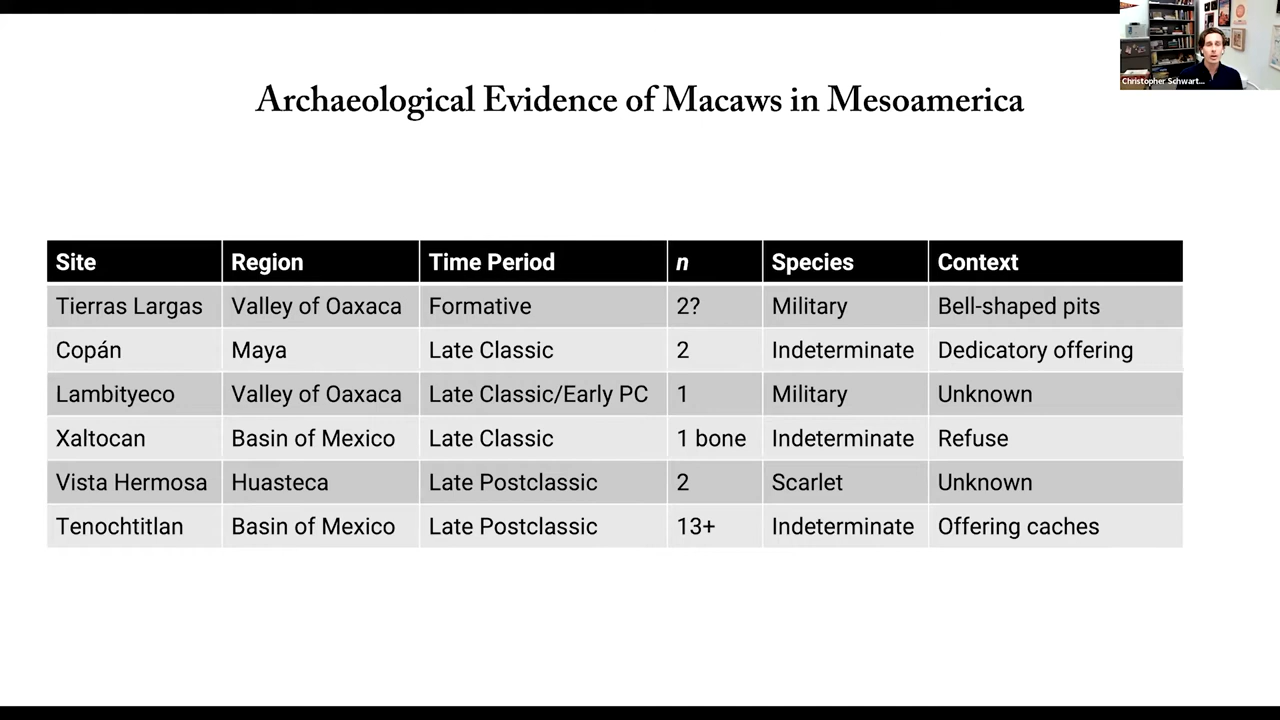 Christopher Schwart...
Archaeological Evidence of Macaws in Mesoamerica
Site Region Time Period n Species Context
Tierras Largas Valley of Oaxaca Formative 2? Military Bell-shaped pits
Copán Maya Late Classic 2 Indeterminate Dedicatory offering
Lambityeco Valley of Oaxaca Late Classic/Early PC 1 Military Unknown
Xaltocan Basin of Mexico Late Classic 1 bone Indeterminate Refuse
Vista Hermosa Huasteca Late Postclassic 2 Scarlet Unknown
Tenochtitlan Basin of Mexico Late Postclassic 13+ Indeterminate Offering caches